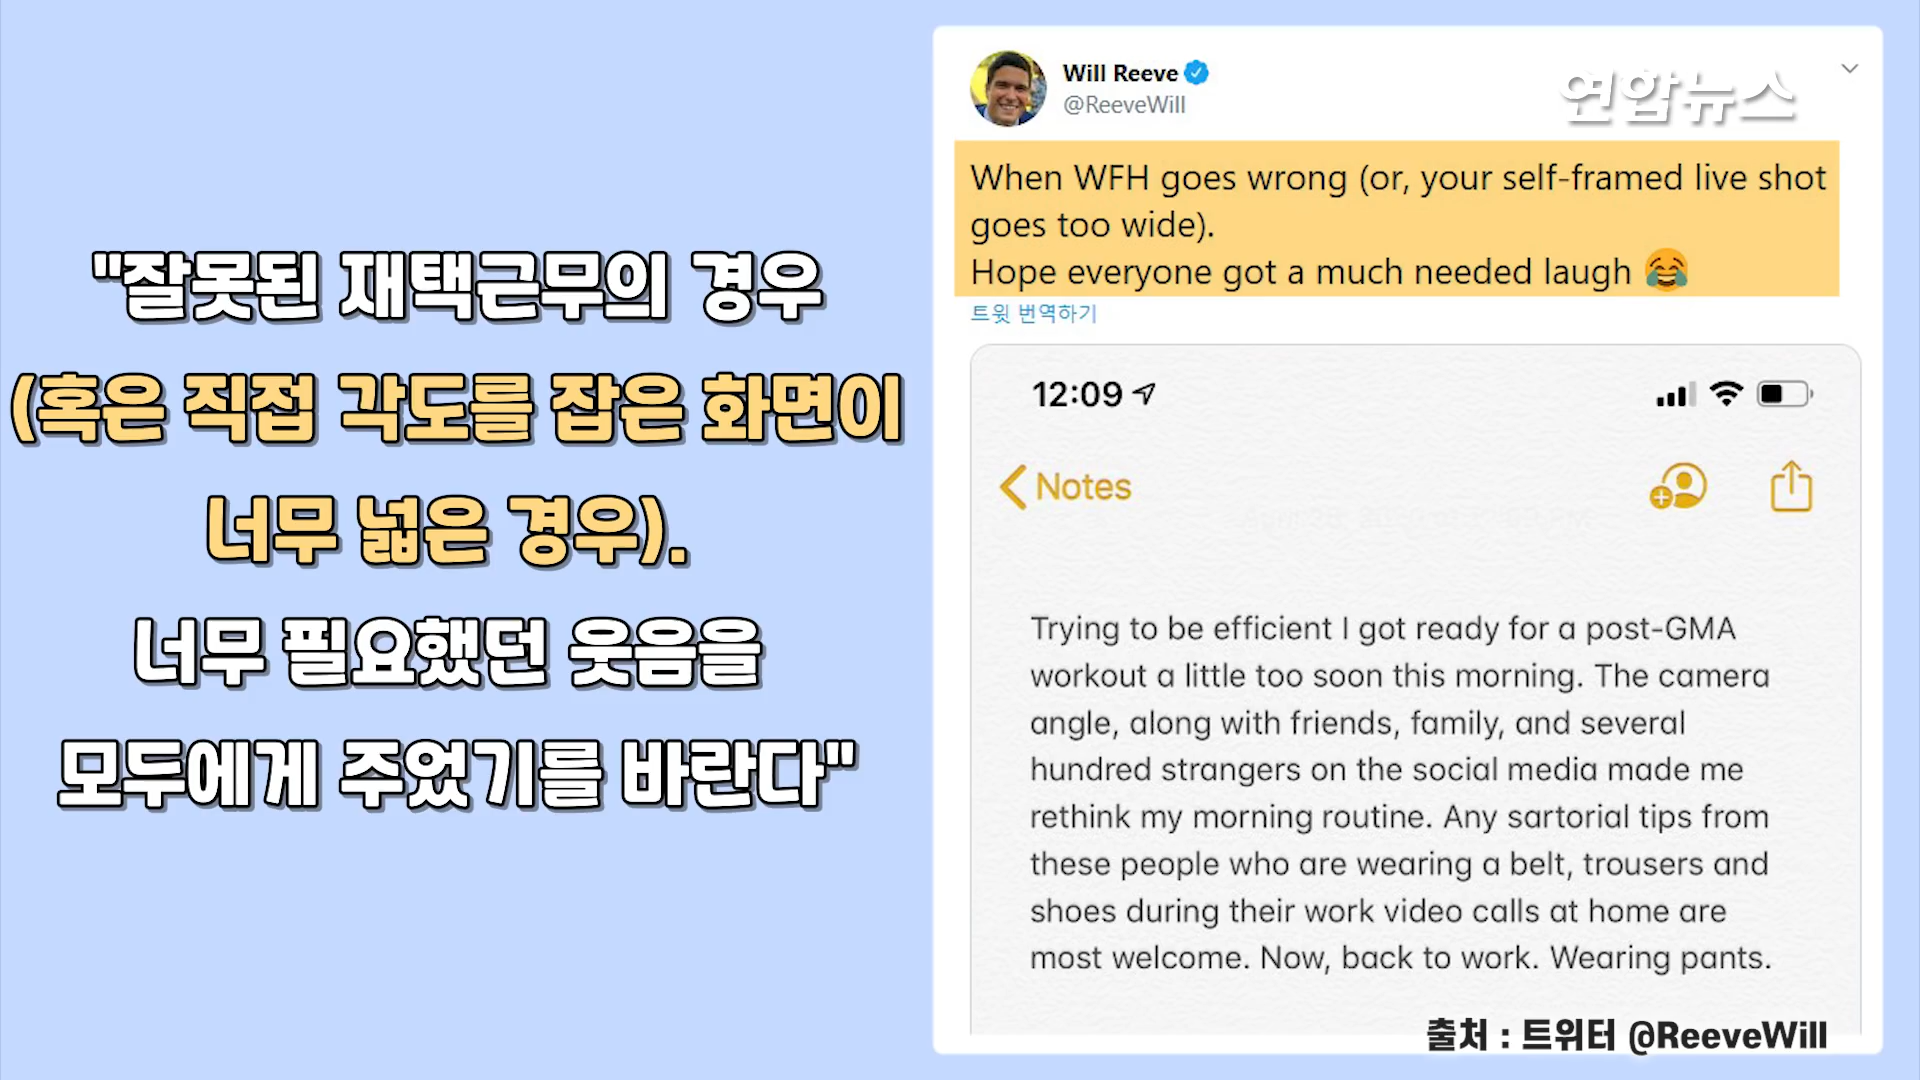 "잘못된 재택근무의 경우
(혹은 직접 각도를 잡은 화면이
너무 넓은 경우).
너무 필요했던 웃음을
모두에게 주었기를 바란다"
Will Reeve
@ReeveWill
연합뉴스
When WFH goes wrong (or, your self-framed live shot
goes too wide).
Hope everyone got a much needed laugh 😂
트윗 번역하기
12:09
Notes
Trying to be efficient I got ready for a post-GMA
workout a little too soon this morning. The camera
angle, along with friends, family, and several
hundred strangers on the social media made me
rethink my morning routine. Any sartorial tips from
these people who are wearing a belt, trousers and
shoes during their work video calls at home are
most welcome. Now, back to work. Wearing pants.
출처 : 트위터 @ReeveWill